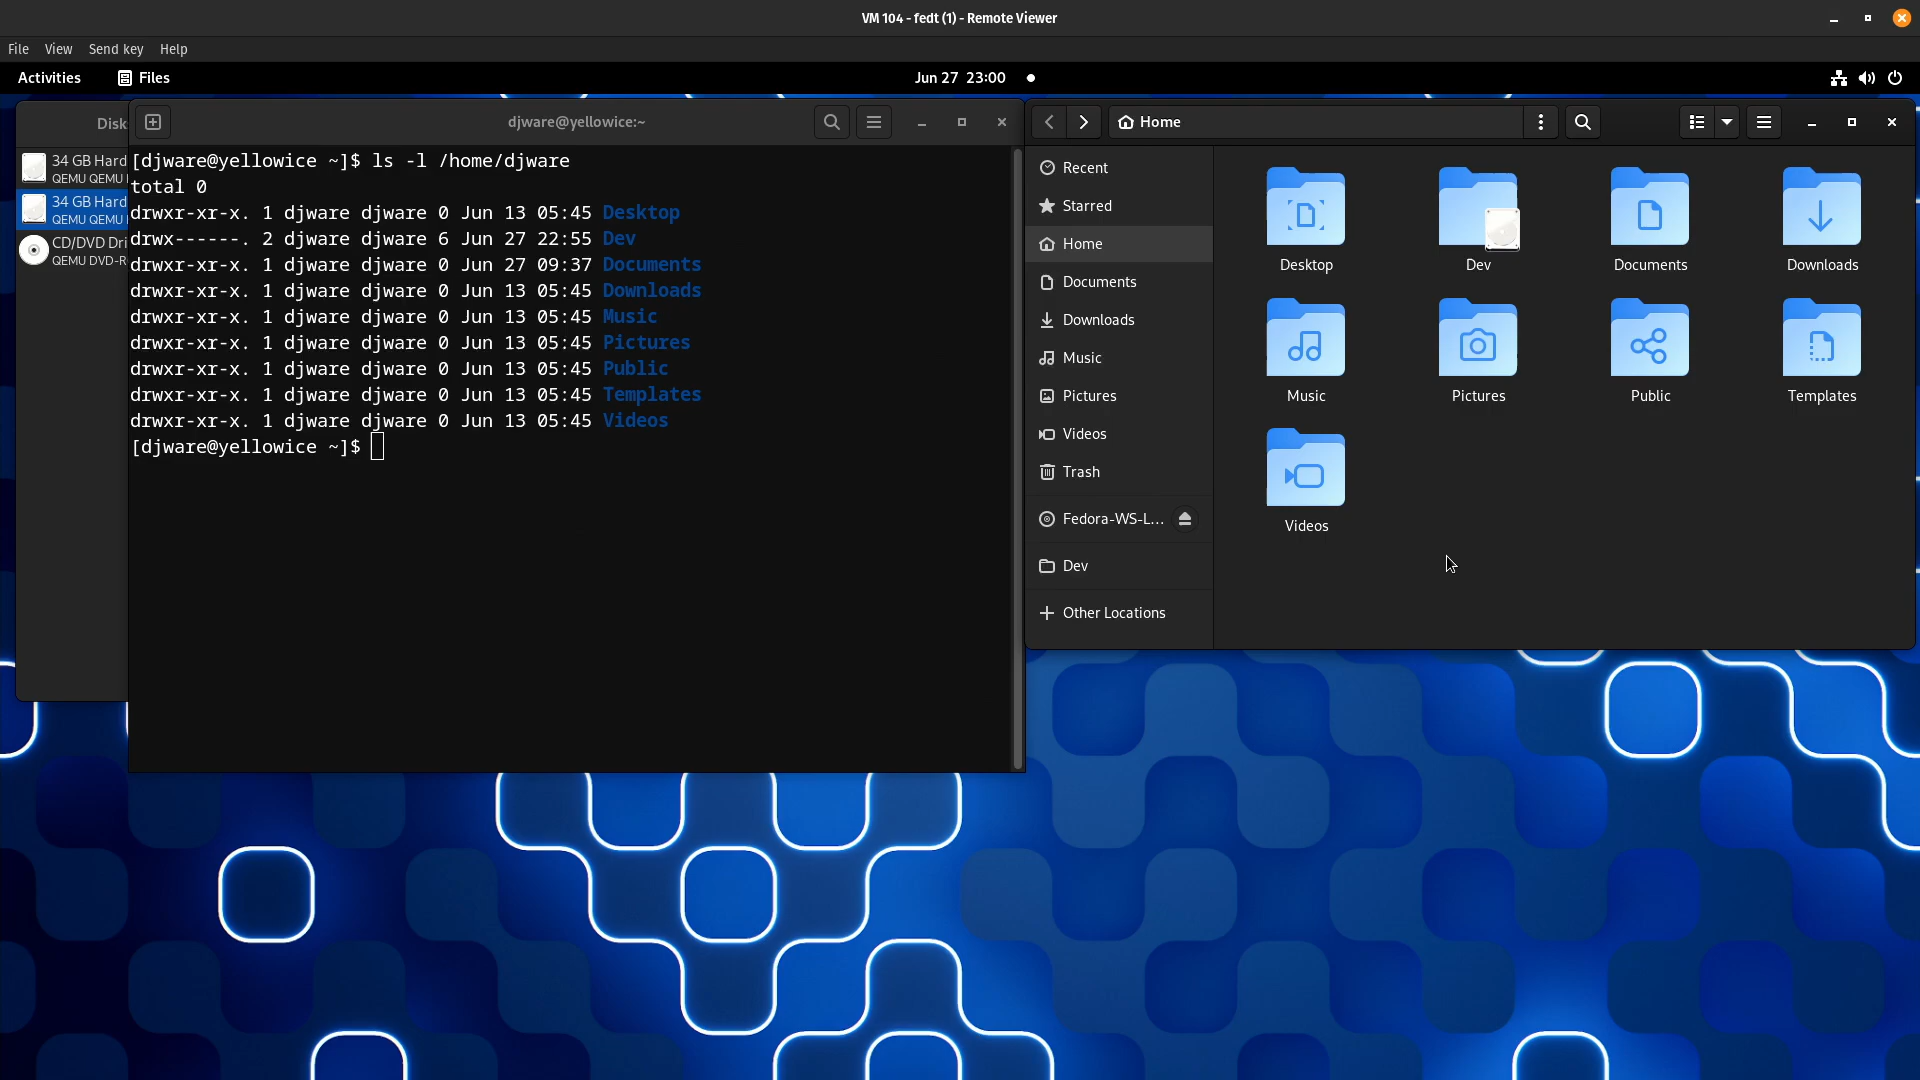 VM 104 - fedt (1) - Remote Viewer
File View Send key Help
Activities Files Jun 27 23:00
Disk
34 GB Hard
QEMU QEMU
34 GB Hard
QEMU QEMU
CD/DVD Dri
QEMU DVD-R
djware@yellowice:~
[djware@yellowice ~]$ ls -l /home/djware
total 0
drwxr-xr-x. 1 djware djware 0 Jun 13 05:45 Desktop
drwx------. 2 djware djware 6 Jun 27 22:55 Dev
drwxr-xr-x. 1 djware djware 0 Jun 27 09:37 Documents
drwxr-xr-x. 1 djware djware 0 Jun 13 05:45 Downloads
drwxr-xr-x. 1 djware djware 0 Jun 13 05:45 Music
drwxr-xr-x. 1 djware djware 0 Jun 13 05:45 Pictures
drwxr-xr-x. 1 djware djware 0 Jun 13 05:45 Public
drwxr-xr-x. 1 djware djware 0 Jun 13 05:45 Templates
drwxr-xr-x. 1 djware djware 0 Jun 13 05:45 Videos
[djware@yellowice ~]$
Home
Recent
Starred
Home
Documents
Downloads
Music
Pictures
Videos
Trash
Fedora-WS-L...
Dev
Other Locations
Desktop Dev Documents Downloads
Music Pictures Public Templates
Videos